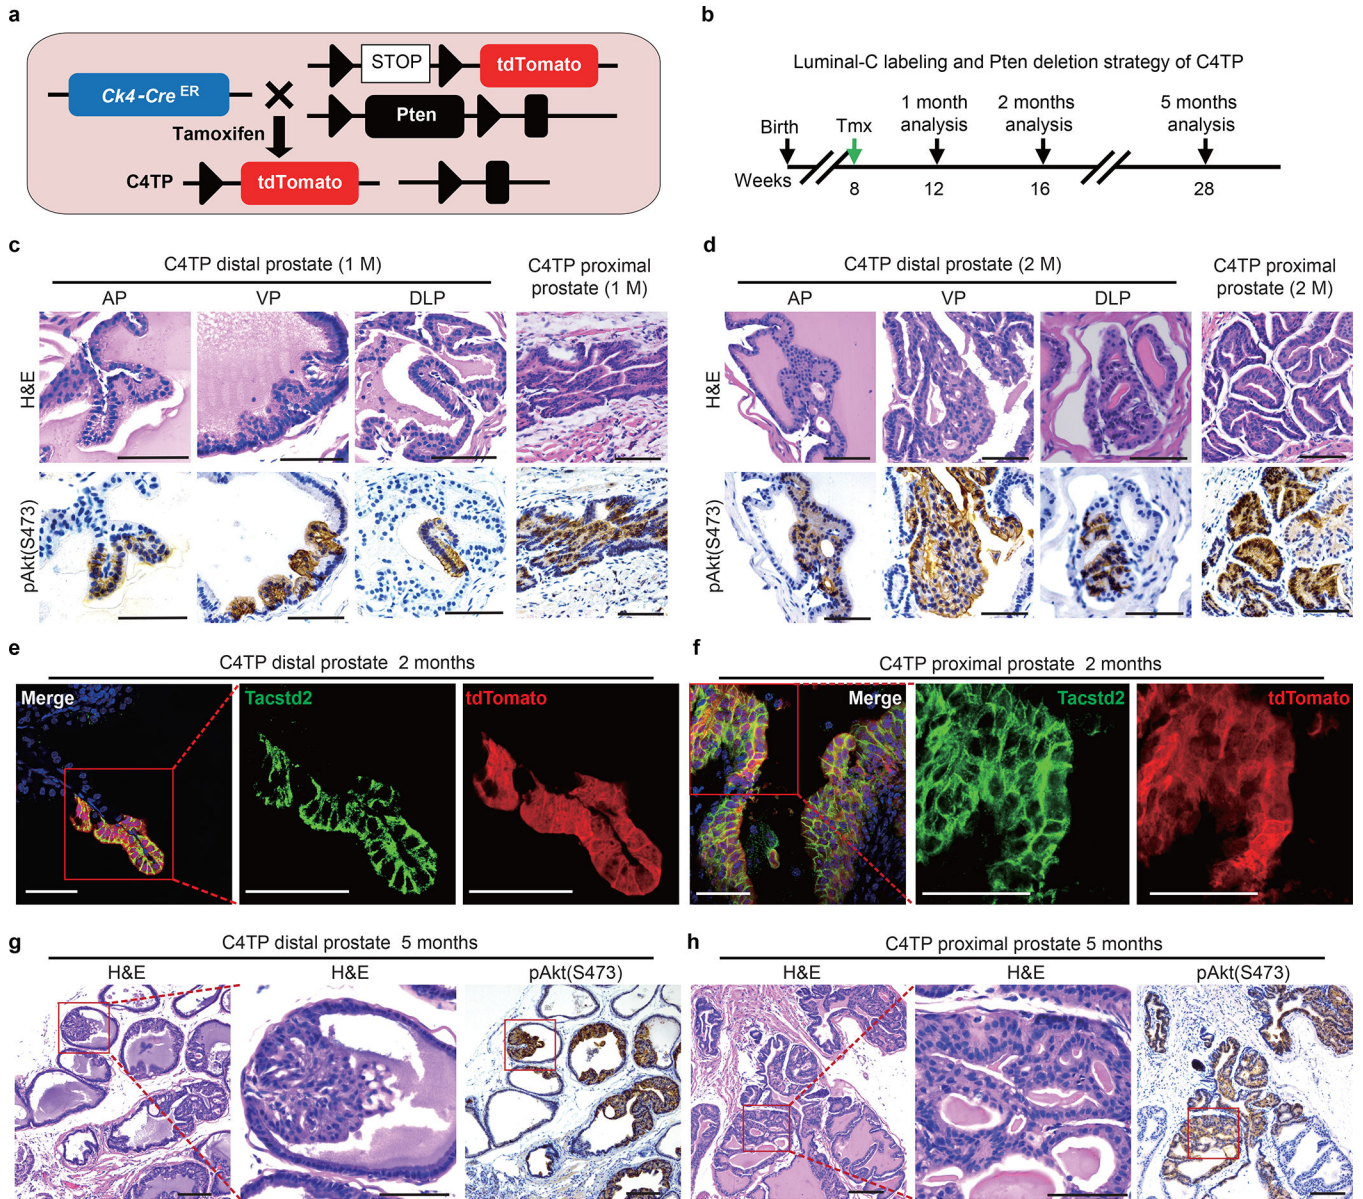 a
STOP
tdTomato
Ck4-Cre ER
Pten
Tamoxifen
C4TP
tdTomato
b
Luminal-C labeling and Pten deletion strategy of C4TP
Birth
Tmx
1 month
analysis
2 months
analysis
5 months
analysis
Weeks
8
12
16
28
c
C4TP distal prostate (1 M)
C4TP proximal
prostate (1 M)
AP
VP
DLP
H&E
pAkt(S473)
d
C4TP distal prostate (2 M)
C4TP proximal
prostate (2 M)
AP
VP
DLP
H&E
pAkt(S473)
e
C4TP distal prostate 2 months
Merge
Tacstd2
tdTomato
f
C4TP proximal prostate 2 months
Merge
Tacstd2
tdTomato
g
C4TP distal prostate 5 months
H&E
H&E
pAkt(S473)
h
C4TP proximal prostate 5 months
H&E
H&E
pAkt(S473)